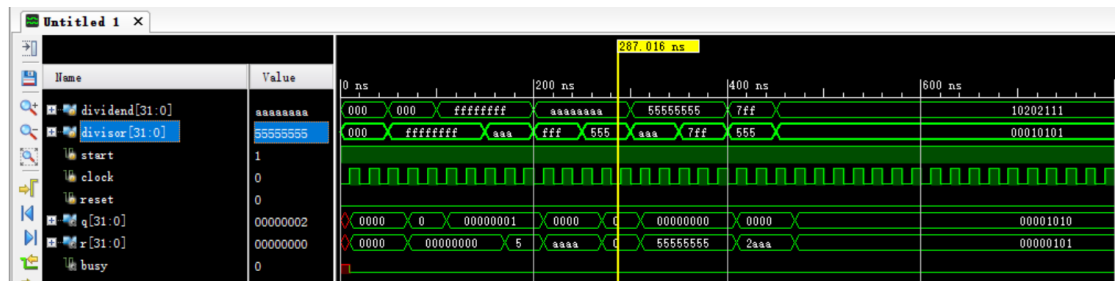 Untitled 1 ×
287.016 ns
Name Value 0 ns 200 ns 400 ns 600 ns
dividend[31:0] aaaaaaaa 000 000 ffffffff aaaaaaaa 55555555 7ff 10202111
divisor[31:0] 55555555 000 ffffffff aaa fff 555 aaa 7ff 555 00010101
start 1
clock 0
reset 0
q[31:0] 00000002 0000 0 00000001 0000 0 00000000 0000 00001010
r[31:0] 00000000 0000 00000000 5 aaaa 0 55555555 2aaa 00000101
busy 0